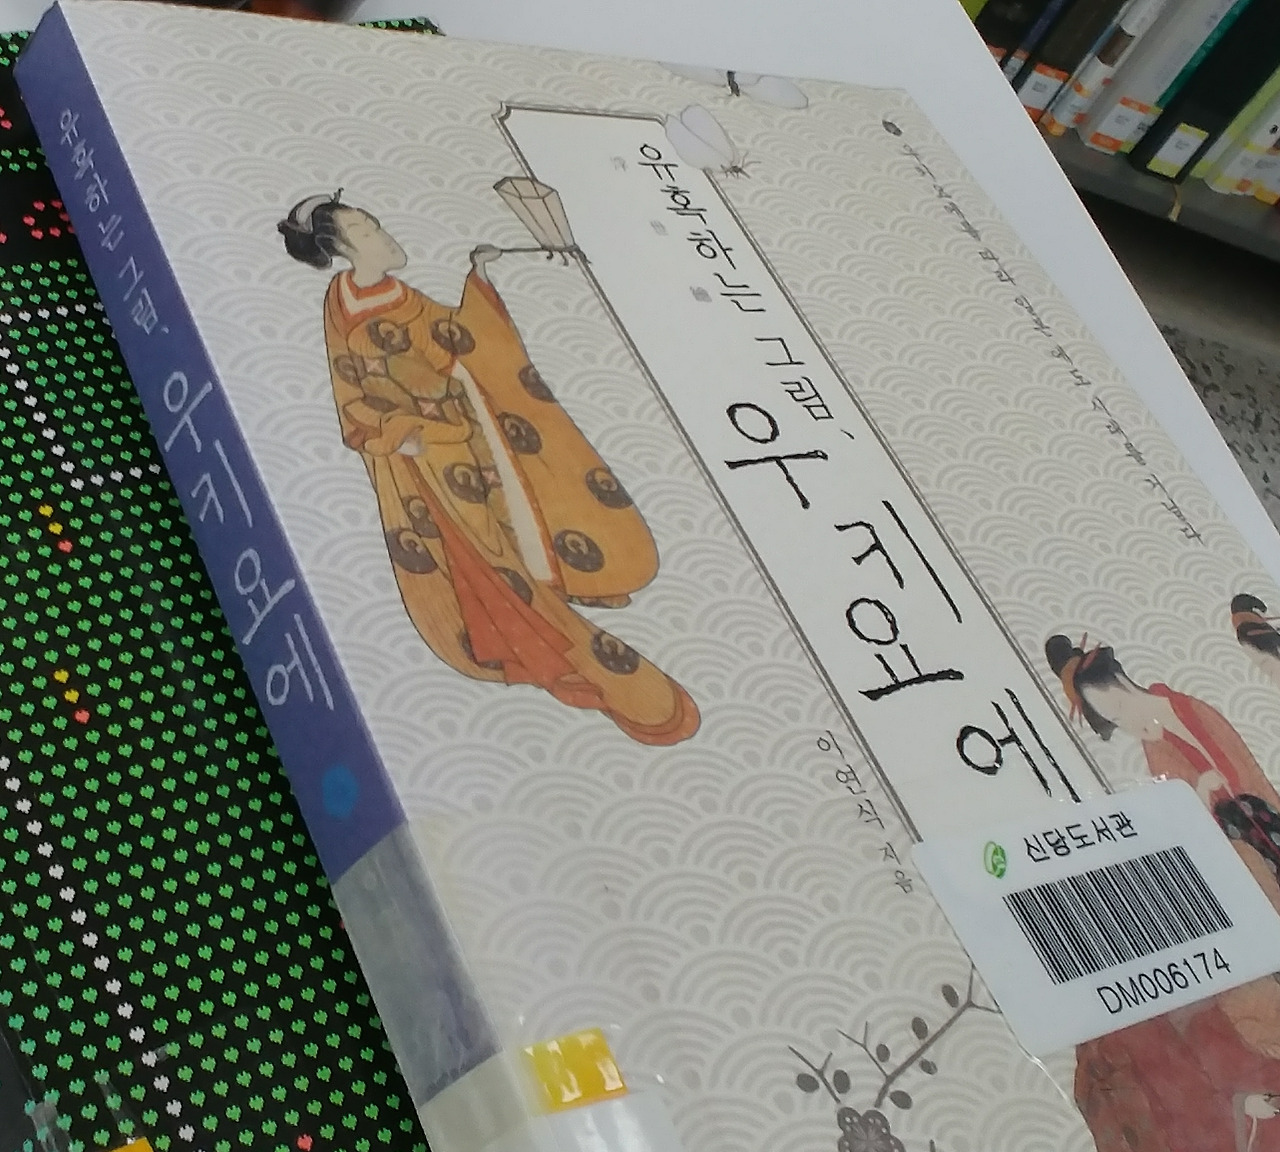 유혹하는 그림, 우키요에
유혹하는 그림,
우키요에
이연식 지음
신당도서관
DM006174